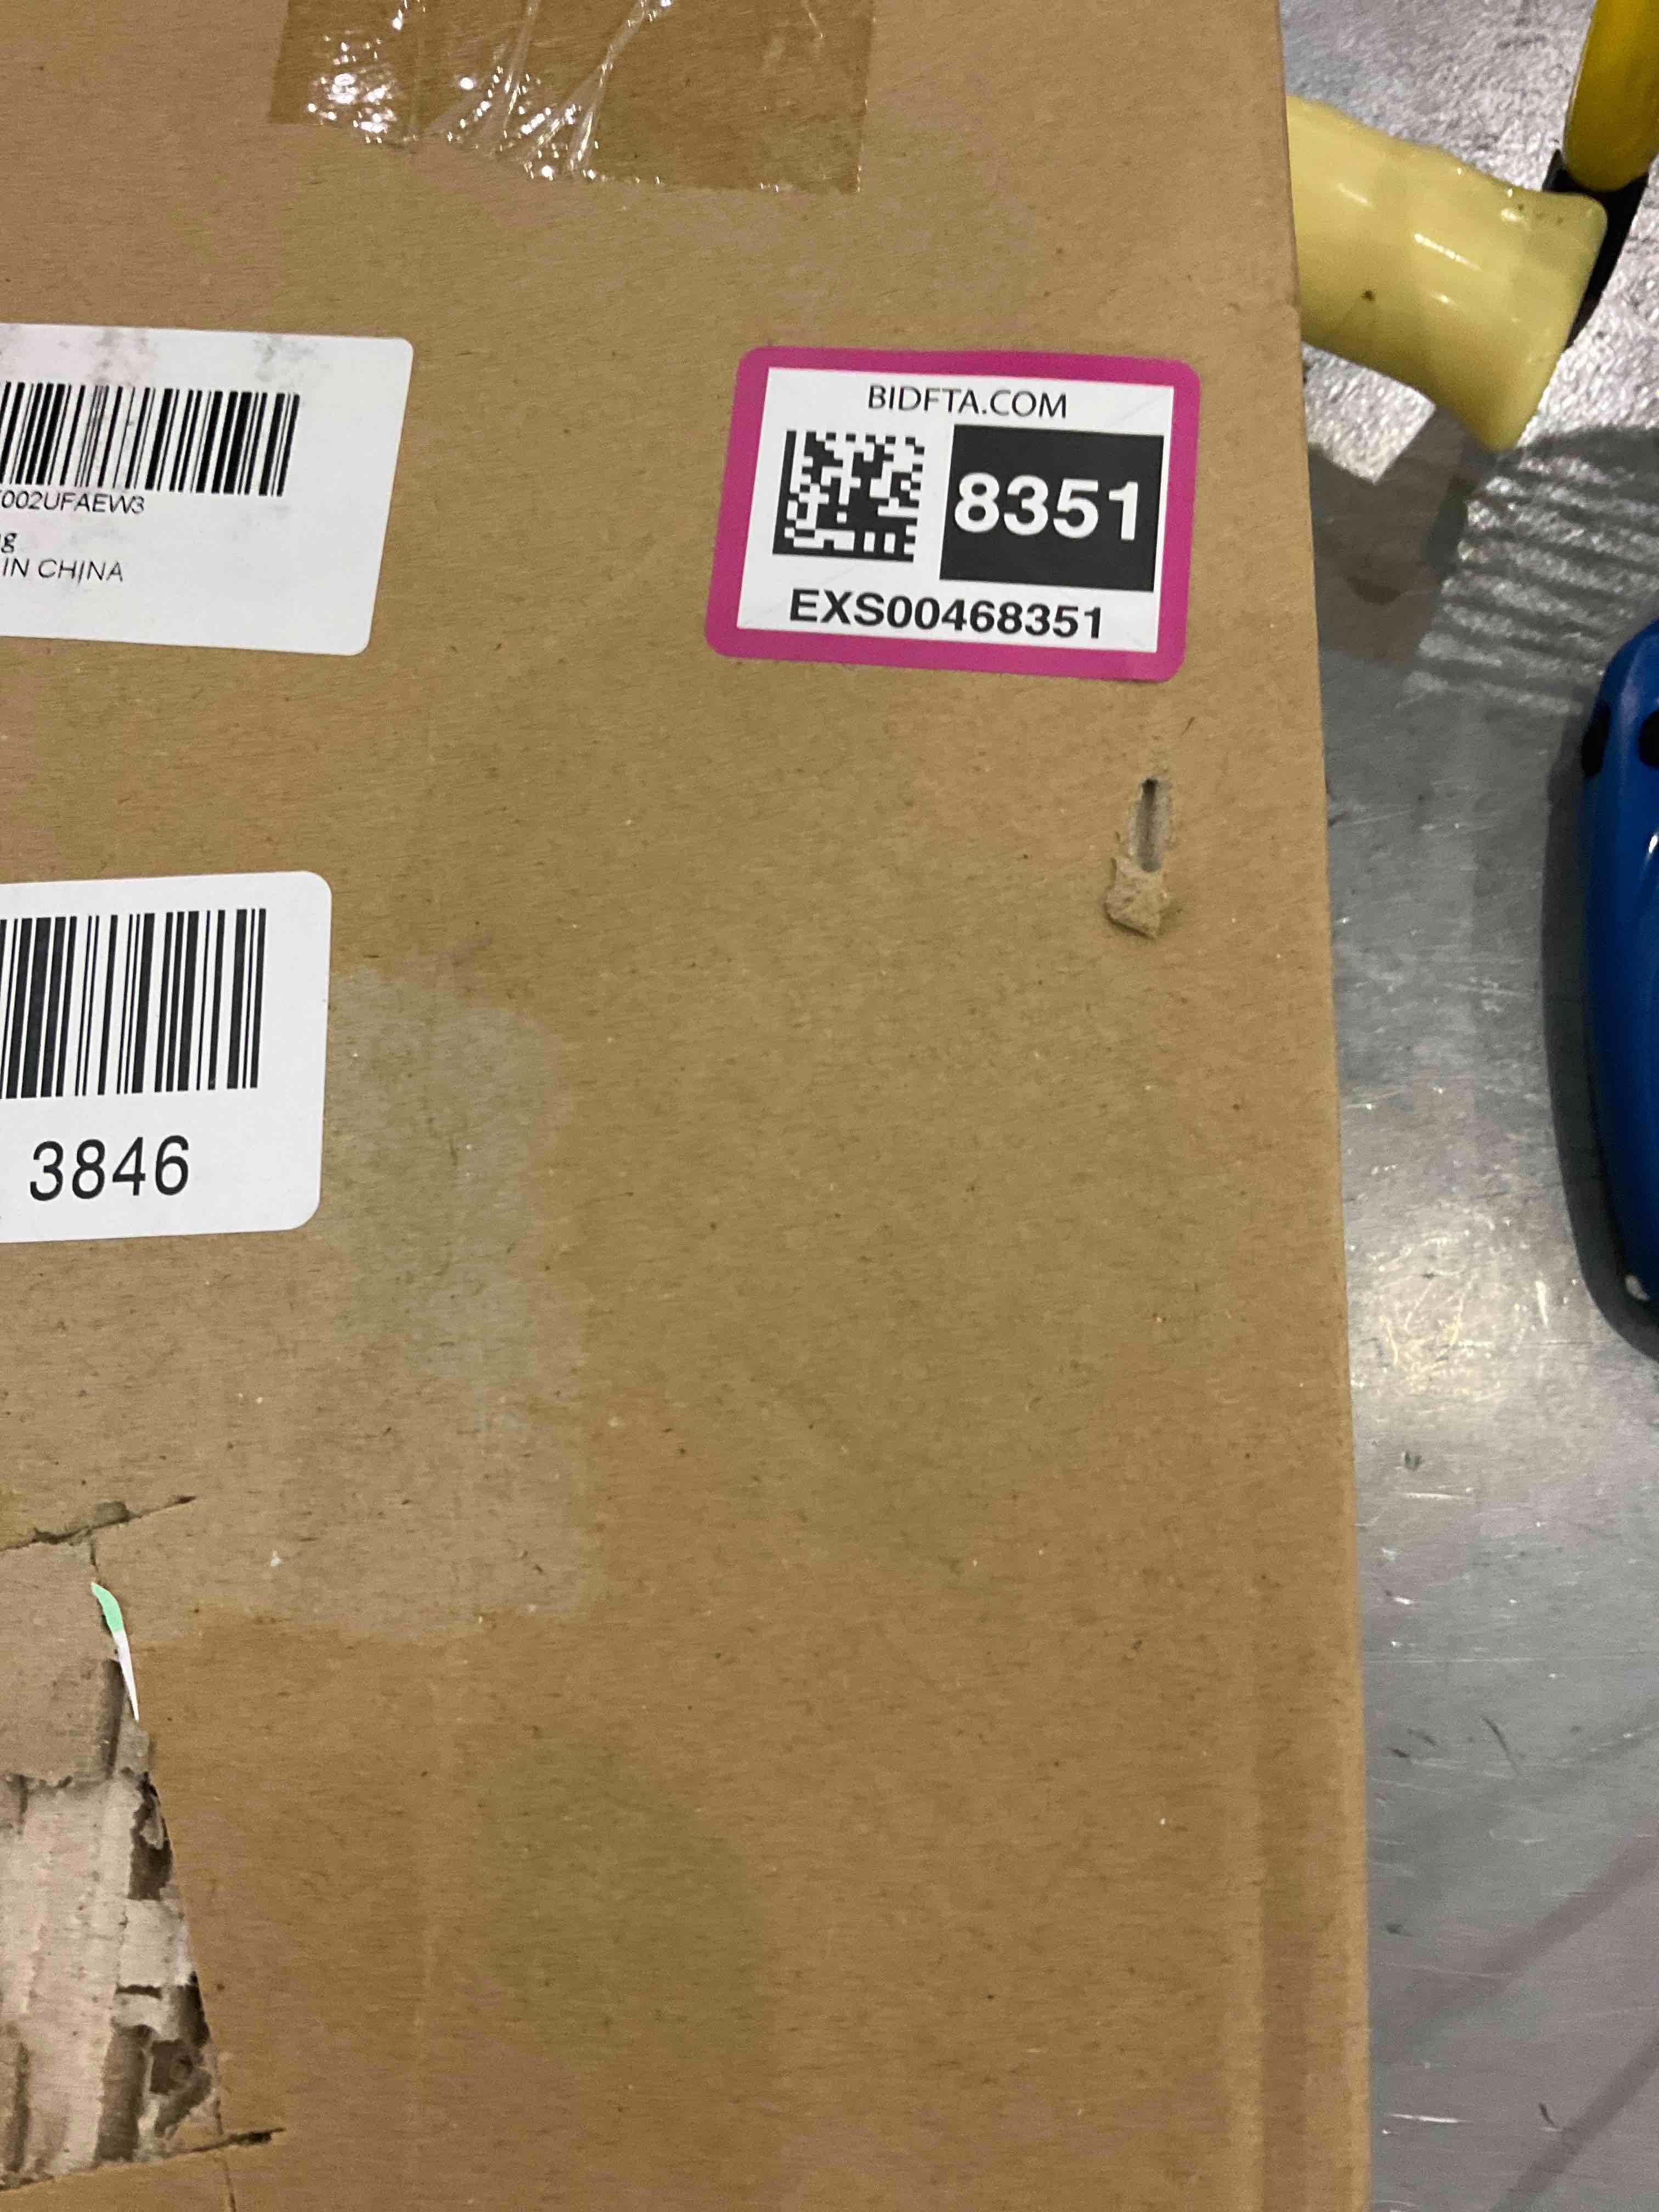 BIDFTA.COM
8351
EXS00468351
002UFAEW3
g
IN CHINA
3846